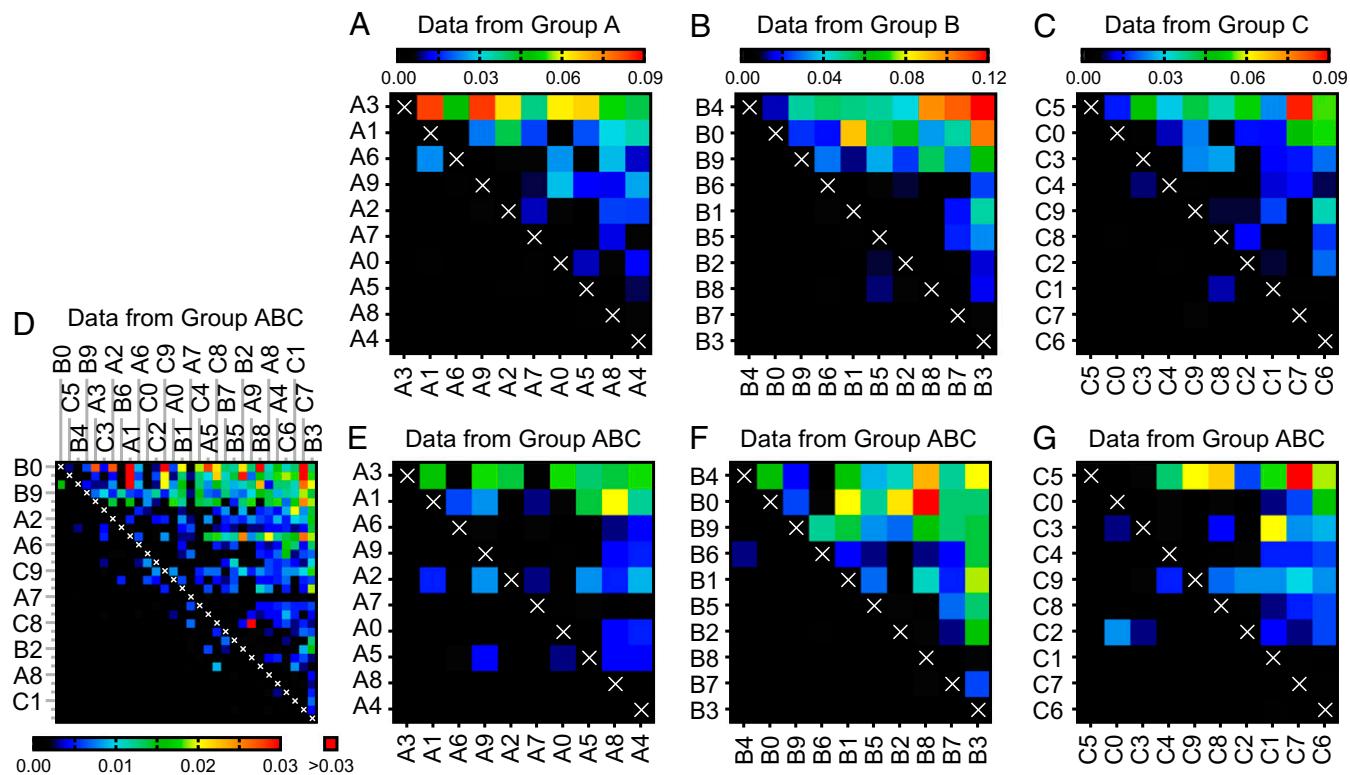 A
Data from Group A
0.00 0.03 0.06 0.09
A3
A1
A6
A9
A2
A7
A0
A5
A8
A4
A3 A1 A6 A9 A2 A7 A0 A5 A8 A4
B
Data from Group B
0.00 0.04 0.08 0.12
B4
B0
B9
B6
B1
B5
B2
B8
B7
B3
B4 B0 B9 B6 B1 B5 B2 B8 B7 B3
C
Data from Group C
0.00 0.03 0.06 0.09
C5
C0
C3
C4
C9
C8
C2
C1
C7
C6
C5 C0 C3 C4 C9 C8 C2 C1 C7 C6
D
Data from Group ABC
B0 B9 A2 A6 C9 A7 C8 B2 A8 C1
C5 A3 B6 C0 A0 C4 B7 A9 A4 C7
B4 C3 A1 C2 B1 A5 B5 B8 C6 B3
B0
B9
A2
A6
C9
A7
C8
B2
A8
C1
0.00 0.01 0.02 0.03 >0.03
E
Data from Group ABC
A3
A1
A6
A9
A2
A7
A0
A5
A8
A4
A3 A1 A6 A9 A2 A7 A0 A5 A8 A4
F
Data from Group ABC
B4
B0
B9
B6
B1
B5
B2
B8
B7
B3
B4 B0 B9 B6 B1 B5 B2 B8 B7 B3
G
Data from Group ABC
C5
C0
C3
C4
C9
C8
C2
C1
C7
C6
C5 C0 C3 C4 C9 C8 C2 C1 C7 C6